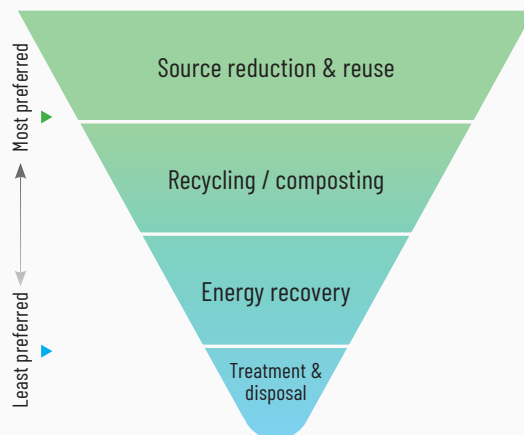 Most preferred
Least preferred
Source reduction & reuse
Recycling / composting
Energy recovery
Treatment &
disposal